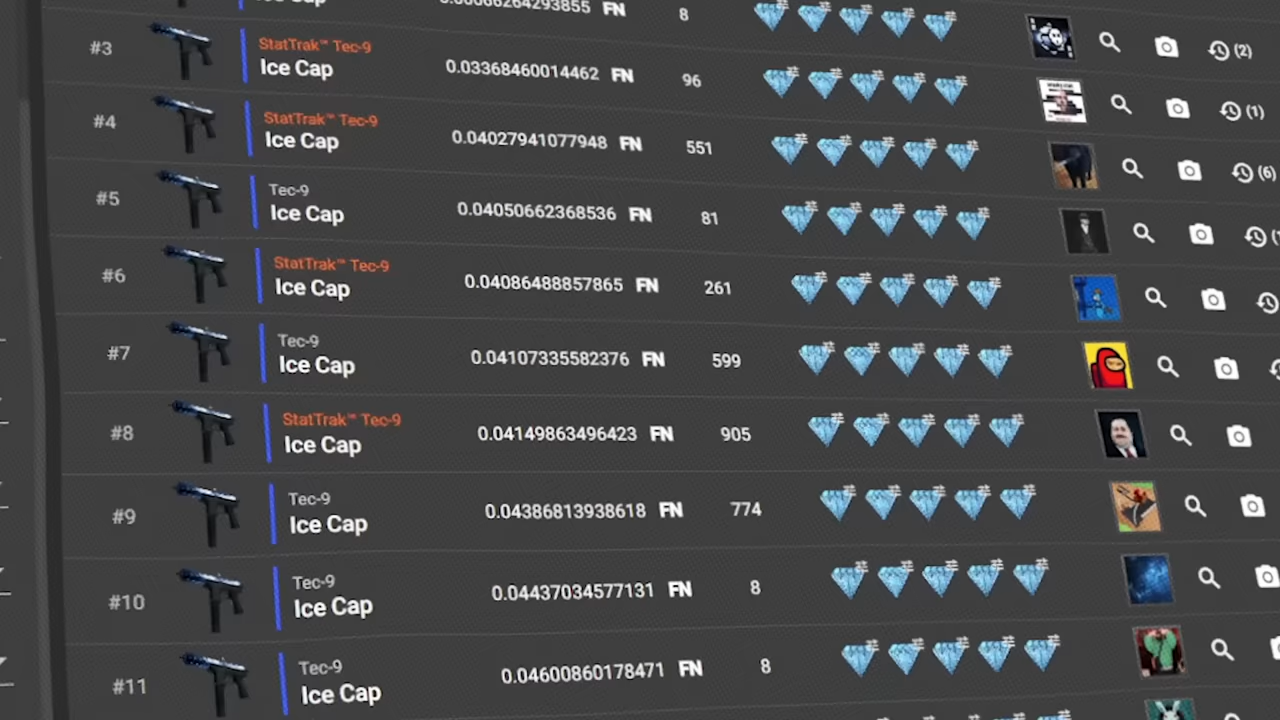 Ice Cap
FN
8
#3
StatTrak™ Tec-9
Ice Cap
0.03368460014462 FN
96
(2)
#4
StatTrak™ Tec-9
Ice Cap
0.04027941077948 FN
551
(1)
#5
Tec-9
Ice Cap
0.04050662368536 FN
81
(6)
#6
StatTrak™ Tec-9
Ice Cap
0.04086488857865 FN
261
#7
Tec-9
Ice Cap
0.04107335582376 FN
599
#8
StatTrak™ Tec-9
Ice Cap
0.04149863496423 FN
905
#9
Tec-9
Ice Cap
0.04386813938618 FN
774
#10
Tec-9
Ice Cap
0.04437034577131 FN
8
#11
Tec-9
Ice Cap
0.04600860178471 FN
8